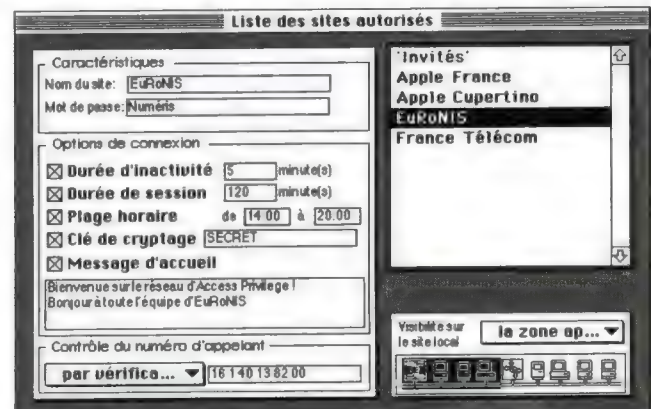 Liste des sites autorisés
Caractéristiques
Nom du site: EuRoNIS
Mot de passe: Numéris
Options de connexion
Durée d'inactivité 5 minute(s)
Durée de session 120 minute(s)
Plage horaire de 14:00 à 20:00
Clé de cryptage SECRET
Message d'accueil
Bienvenue sur le réseau d'Access Privilege !
Bonjour à toute l'équipe d'EuRoNIS
Contrôle du numéro d'appelant
par vérifica... 16 1 40 13 82 00
'Invités'
Apple France
Apple Cupertino
EuRoNIS
France Télécom
Visibilité sur
le site local
la zone ap...